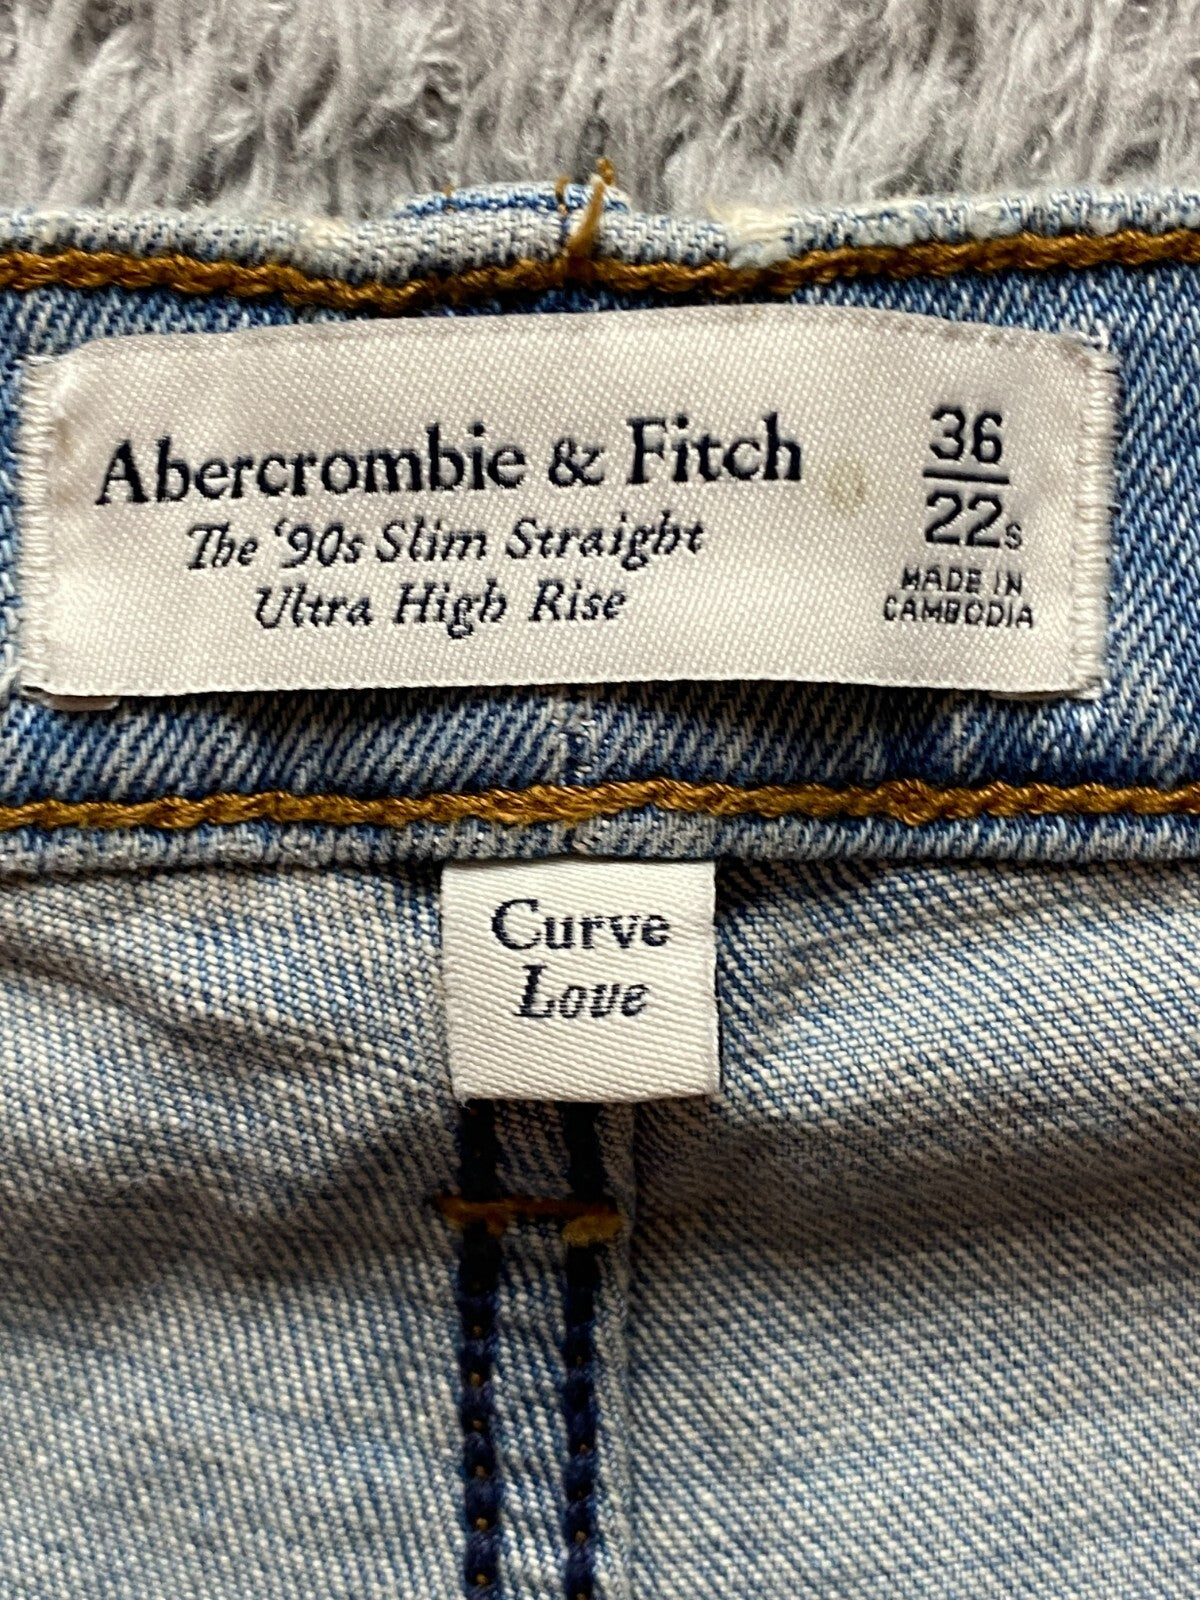 Abercrombie & Fitch
The '90s Slim Straight
Ultra High Rise
36
22s
MADE IN
CAMBODIA
Curve
Love